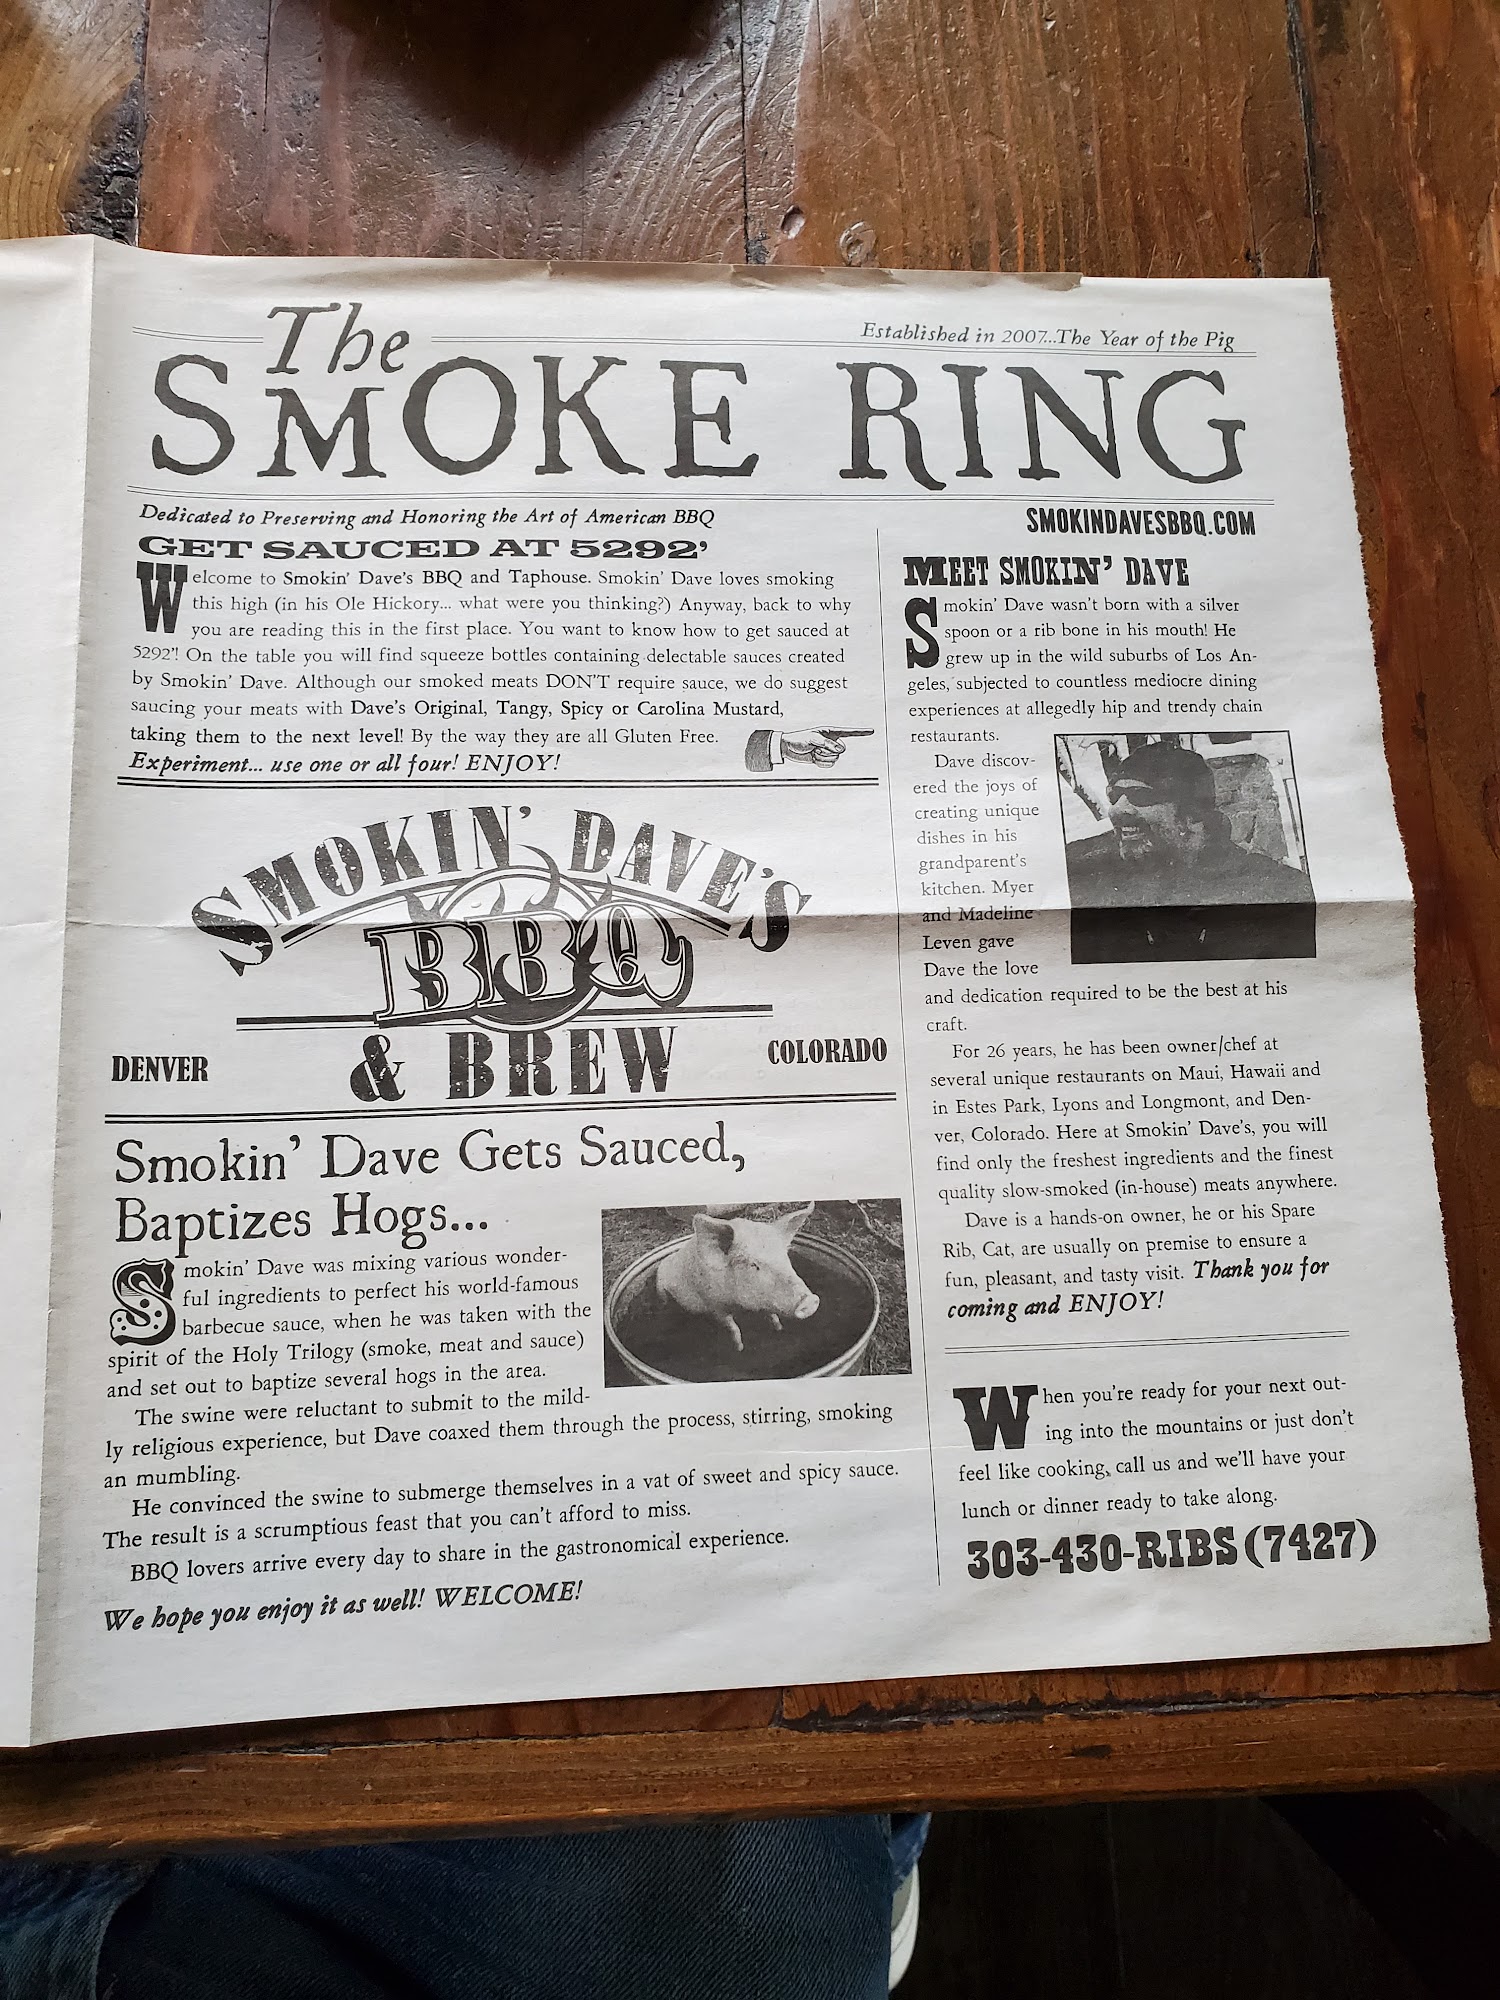 The
Established in 2007...The Year of the Pig
SMOKE RING
Dedicated to Preserving and Honoring the Art of American BBQ
SMOKINDAVESBBQ.COM
GET SAUCED AT 5292'
Welcome to Smokin' Dave's BBQ and Taphouse. Smokin' Dave loves smoking
this high (in his Ole Hickory... what were you thinking?) Anyway, back to why
you are reading this in the first place. You want to know how to get sauced at
5292'! On the table you will find squeeze bottles containing delectable sauces created
by Smokin' Dave. Although our smoked meats DON'T require sauce, we do suggest
saucing your meats with Dave's Original, Tangy, Spicy or Carolina Mustard,
taking them to the next level! By the way they are all Gluten Free.
Experiment... use one or all four! ENJOY!
SMOKIN' DAVE'S
BBQ
& BREW
DENVER
COLORADO
Smokin' Dave Gets Sauced,
Baptizes Hogs...
Smokin' Dave was mixing various wonder-
ful ingredients to perfect his world-famous
barbecue sauce, when he was taken with the
spirit of the Holy Trilogy (smoke, meat and sauce)
and set out to baptize several hogs in the area.
The swine were reluctant to submit to the mild-
ly religious experience, but Dave coaxed them through the process, stirring, smoking
an mumbling.
He convinced the swine to submerge themselves in a vat of sweet and spicy sauce.
The result is a scrumptious feast that you can't afford to miss.
BBQ lovers arrive every day to share in the gastronomical experience.
We hope you enjoy it as well! WELCOME!
MEET SMOKIN' DAVE
Smokin' Dave wasn't born with a silver
spoon or a rib bone in his mouth! He
grew up in the wild suburbs of Los An-
geles, subjected to countless mediocre dining
experiences at allegedly hip and trendy chain
restaurants.
Dave discov-
ered the joys of
creating unique
dishes in his
grandparent's
kitchen. Myer
and Madeline
Leven gave
Dave the love
and dedication required to be the best at his
craft.
For 26 years, he has been owner/chef at
several unique restaurants on Maui, Hawaii and
in Estes Park, Lyons and Longmont, and Den-
ver, Colorado. Here at Smokin' Dave's, you will
find only the freshest ingredients and the finest
quality slow-smoked (in-house) meats anywhere.
Dave is a hands-on owner, he or his Spare
Rib, Cat, are usually on premise to ensure a
fun, pleasant, and tasty visit. Thank you for
coming and ENJOY!
When you're ready for your next out-
ing into the mountains or just don't
feel like cooking, call us and we'll have your
lunch or dinner ready to take along.
303-430-RIBS (7427)